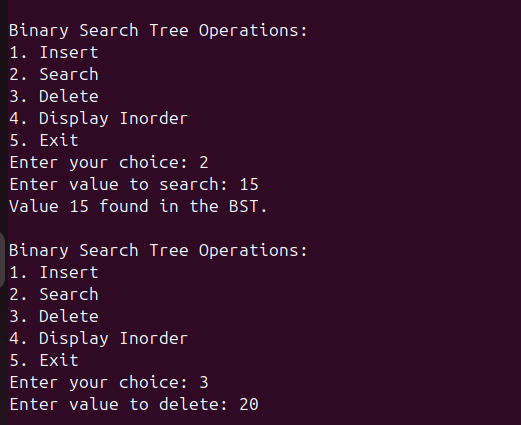 Binary Search Tree Operations:
1. Insert
2. Search
3. Delete
4. Display Inorder
5. Exit
Enter your choice: 2
Enter value to search: 15
Value 15 found in the BST.
Binary Search Tree Operations:
1. Insert
2. Search
3. Delete
4. Display Inorder
5. Exit
Enter your choice: 3
Enter value to delete: 20